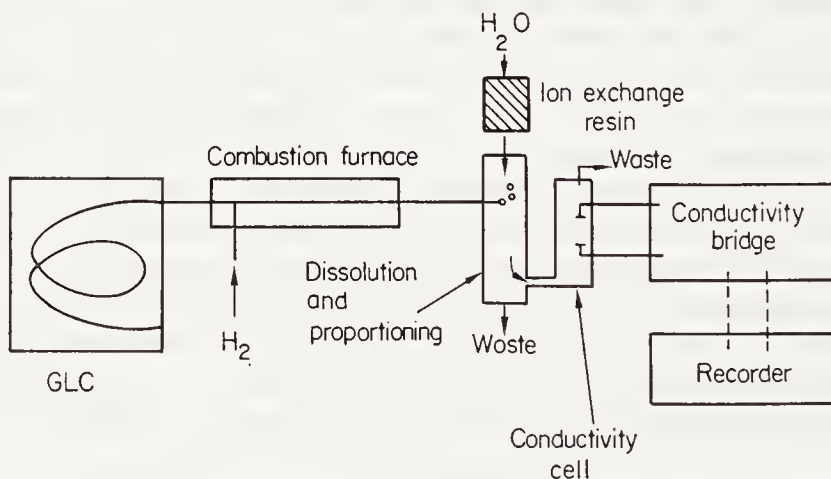 H₂O
Ion exchange
resin
Combustion furnace
Waste
Conductivity
bridge
Dissolution
and
proportioning
H₂
Woste
GLC
Recorder
Conductivity
cell